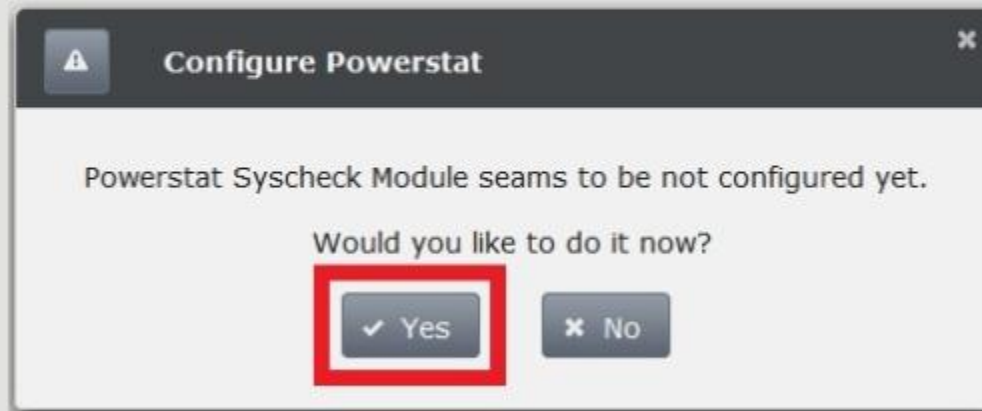 Configure Powerstat
Powerstat Syscheck Module seams to be not configured yet.
Would you like to do it now?
Yes
No